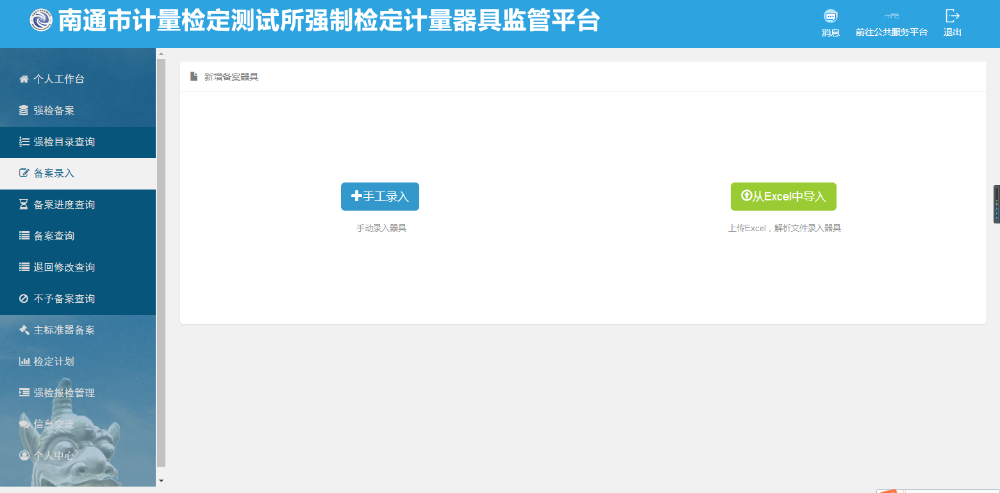 南通市计量检定测试所强制检定计量器具监管平台
消息
前往公共服务平台
退出
个人工作台
强检备案
强检目录查询
备案录入
备案进度查询
备案查询
退回修改查询
不予备案查询
主标准器备案
检定计划
强检报检管理
信息交流
个人中心
新增备案器具
手工录入
手动录入器具
从Excel中导入
上传Excel，解析文件录入器具